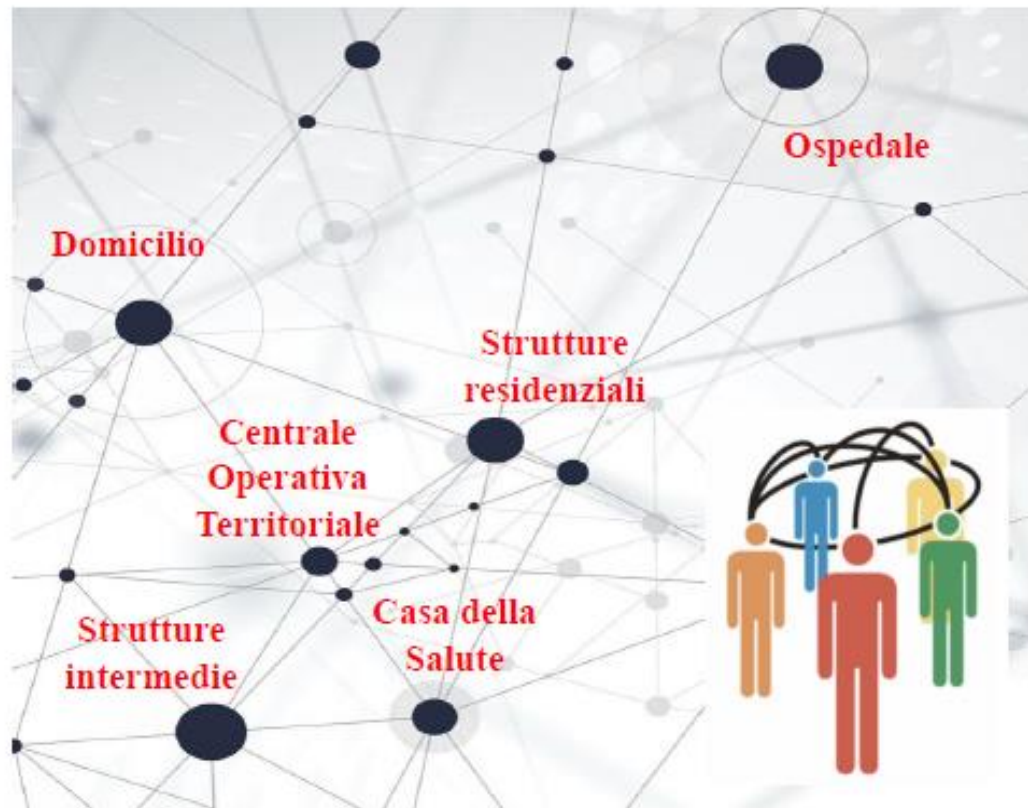 Ospedale
Domicilio
Strutture
residenziali
Centrale
Operativa
Territoriale
Casa della
Salute
Strutture
intermedie